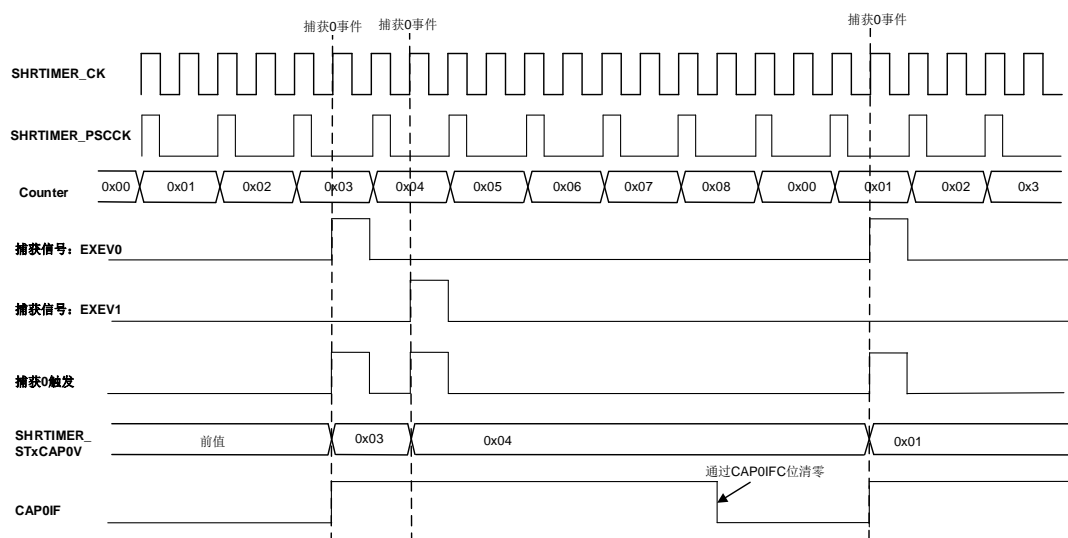 捕获0事件 捕获0事件 捕获0事件
SHRTIMER_CK
SHRTIMER_PSCCK
Counter 0x00 0x01 0x02 0x03 0x04 0x05 0x06 0x07 0x08 0x00 0x01 0x02 0x3
捕获信号：EXEV0
捕获信号：EXEV1
捕获0触发
SHRTIMER_
STxCAP0V
前值 0x03 0x04 0x01
通过CAP0IFC位清零
CAP0IF